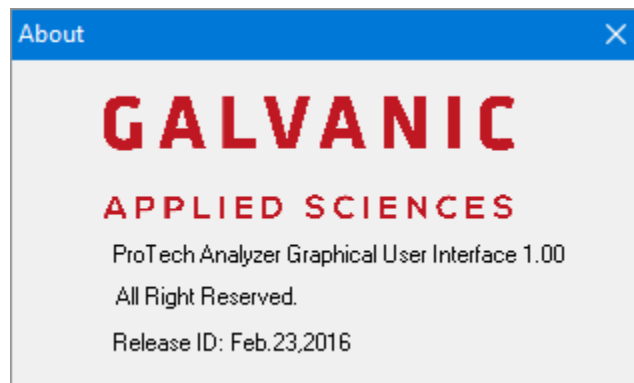 About
GALVANIC
APPLIED SCIENCES
ProTech Analyzer Graphical User Interface 1.00
All Right Reserved.
Release ID: Feb.23,2016